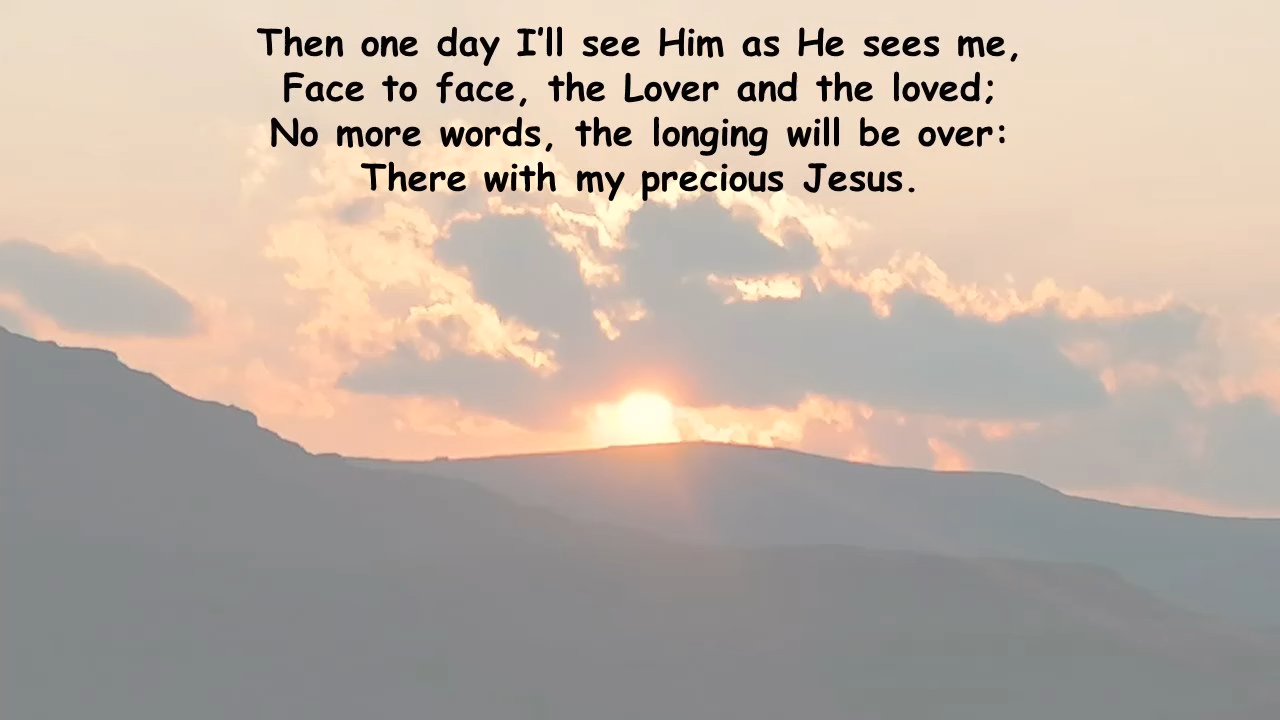 Then one day I'll see Him as He sees me,
Face to face, the Lover and the loved;
No more words, the longing will be over:
There with my precious Jesus.